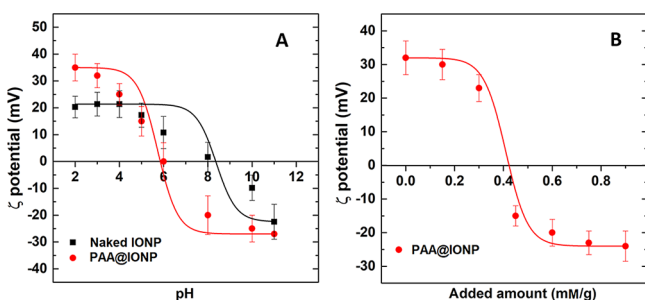 A
50
40
30
20
10
0
-10
-20
-30
-40
ζ potential (mV)
2 4 6 8 10 12
pH
Naked IONP
PAA@IONP
B
50
40
30
20
10
0
-10
-20
-30
-40
ζ potential (mV)
0.0 0.2 0.4 0.6 0.8
Added amount (mM/g)
PAA@IONP